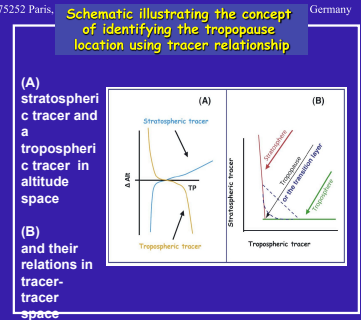 75252 Paris,
Germany
Schematic illustrating the concept
of identifying the tropopause
location using tracer relationship
(A)
stratospheri
c tracer and
a
tropospheri
c tracer in
altitude
space
(B)
and their
relations in
tracer-
tracer
space
(A)
Stratospheric tracer
Δ Alt
TP
Tropospheric tracer
(B)
Stratospheric tracer
Stratosphere
Tropopause
or the transition layer
Troposphere
Tropospheric tracer